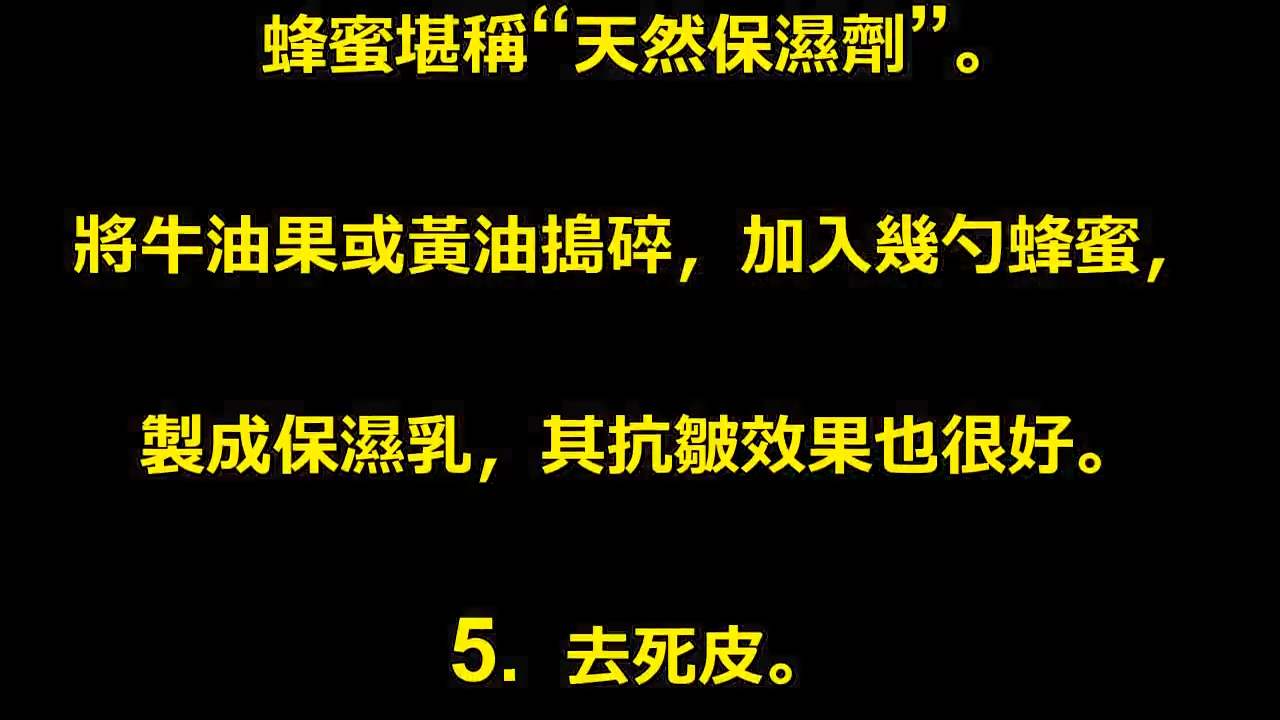 蜂蜜堪稱“天然保濕劑”。
將牛油果或黃油搗碎，加入幾勺蜂蜜，
製成保濕乳，其抗皺效果也很好。
5. 去死皮。